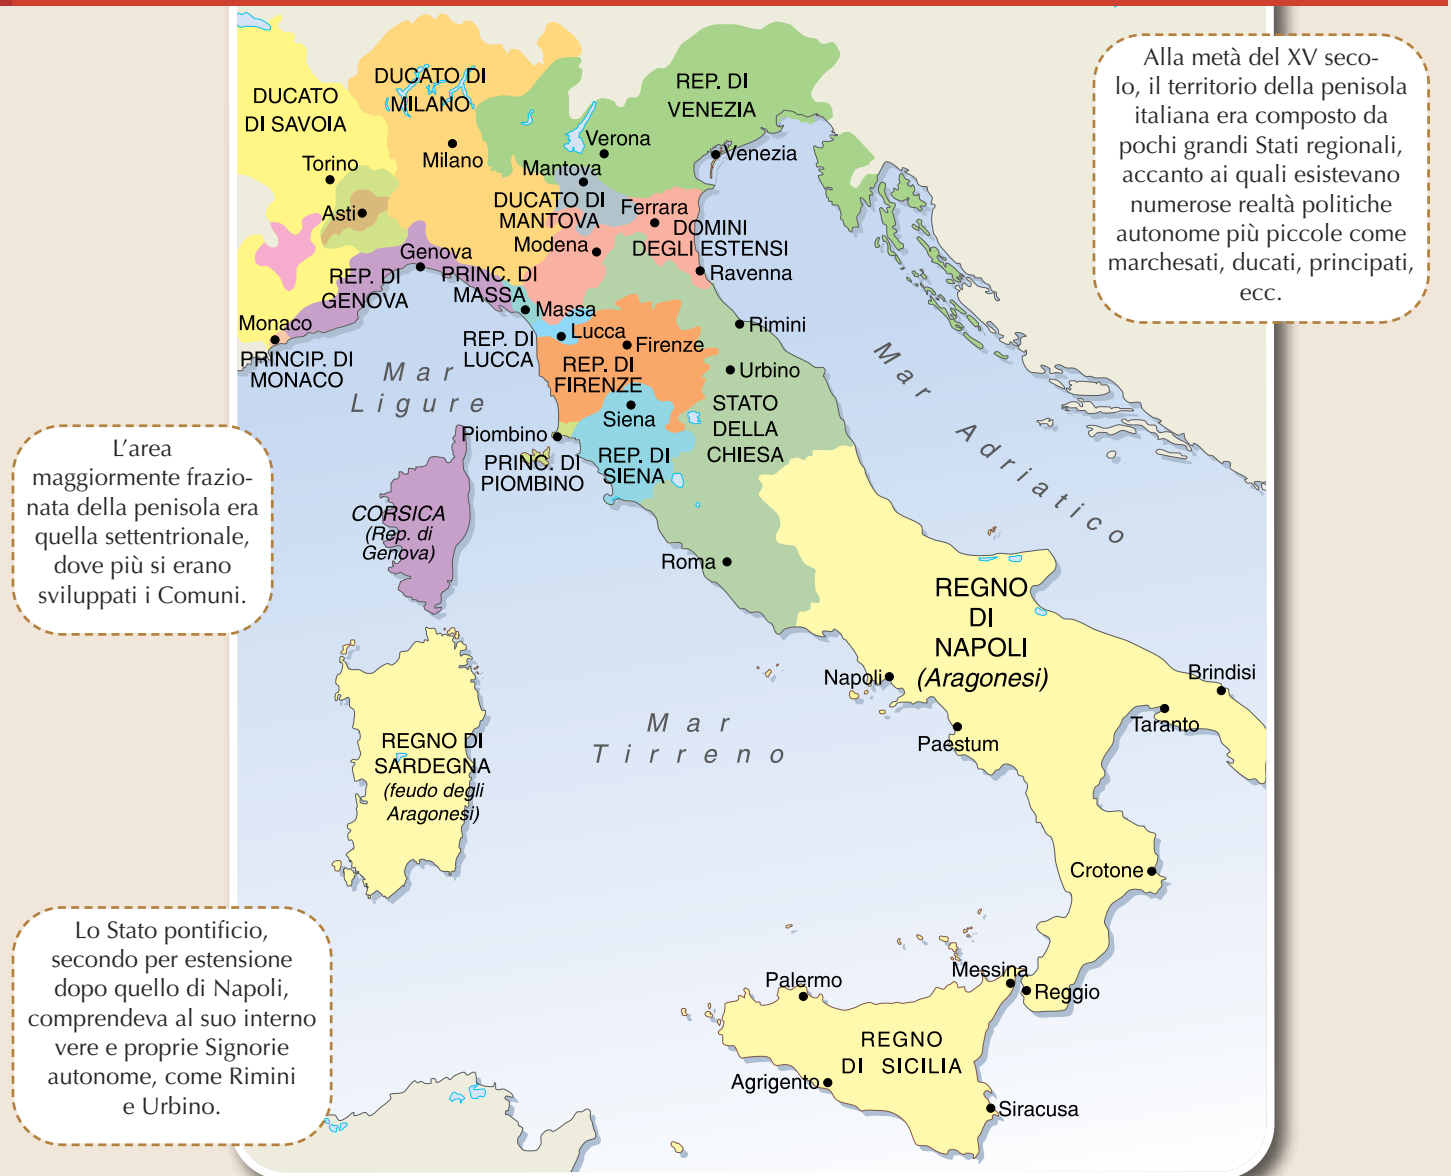 Alla metà del XV seco-
lo, il territorio della penisola
italiana era composto da
pochi grandi Stati regionali,
accanto ai quali esistevano
numerose realtà politiche
autonome più piccole come
marchesati, ducati, principati,
ecc.
L'area
maggiormente frazio-
nata della penisola era
quella settentrionale,
dove più si erano
sviluppati i Comuni.
Lo Stato pontificio,
secondo per estensione
dopo quello di Napoli,
comprendeva al suo interno
vere e proprie Signorie
autonome, come Rimini
e Urbino.
DUCATO
DI SAVOIA
DUCATO DI
MILANO
REP. DI
VENEZIA
Torino
Milano
Verona
Venezia
Mantova
Asti
DUCATO DI
MANTOVA
Ferrara
DOMINI
DEGLI ESTENSI
Modena
Genova
Ravenna
REP. DI
GENOVA
PRINC. DI
MASSA
Massa
Monaco
PRINCIP. DI
MONACO
REP. DI
LUCCA
Lucca
Firenze
REP. DI
FIRENZE
Rimini
Urbino
Mar
Ligure
Mar Adriatico
Siena
STATO
DELLA
CHIESA
Piombino
PRINC. DI
PIOMBINO
REP. DI
SIENA
CORSICA
(Rep. di
Genova)
Roma
REGNO
DI
NAPOLI
(Aragonesi)
Napoli
Brindisi
Taranto
Paestum
Mar
Tirreno
REGNO DI
SARDEGNA
(feudo degli
Aragonesi)
Crotone
Messina
Reggio
Palermo
REGNO
DI SICILIA
Agrigento
Siracusa